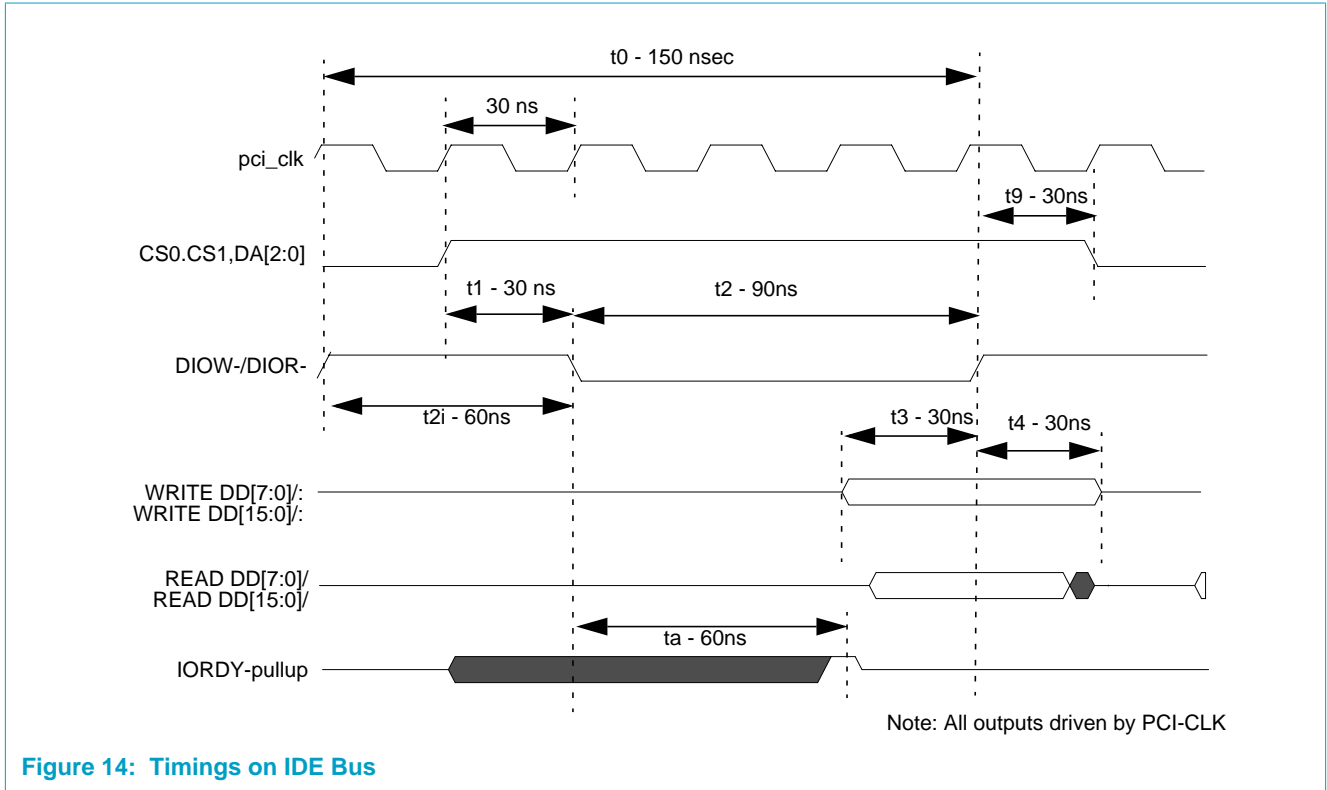 t0 - 150 nsec
30 ns
pci_clk
t9 - 30ns
CS0.CS1,DA[2:0]
t1 - 30 ns
t2 - 90ns
DIOW-/DIOR-
t2i - 60ns
t3 - 30ns
t4 - 30ns
WRITE DD[7:0]/:
WRITE DD[15:0]/:
READ DD[7:0]/
READ DD[15:0]/
ta - 60ns
IORDY-pullup
Note: All outputs driven by PCI-CLK
Figure 14: Timings on IDE Bus